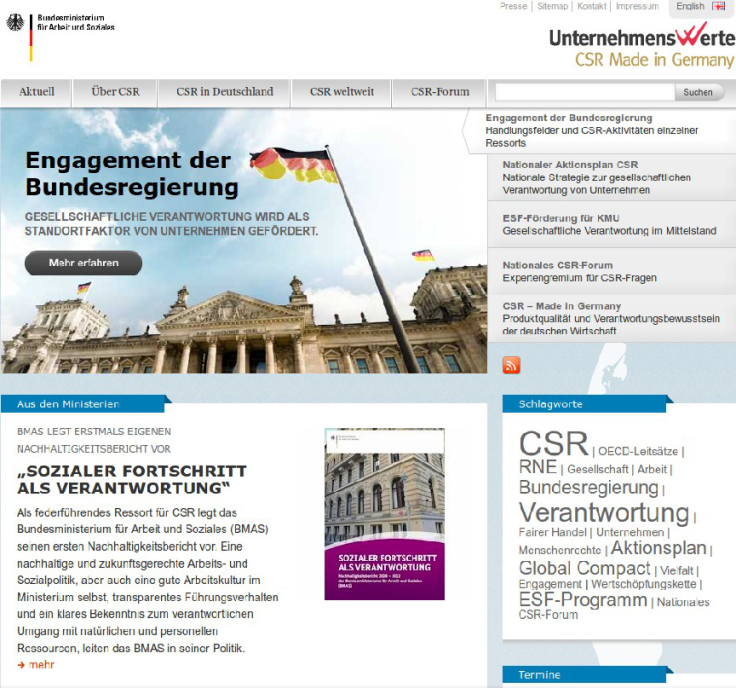 Presse | Sitemap | Kontakt | Impressum
English
Bundesministerium
für Arbeit und Soziales
UnternehmensWerte
CSR Made in Germany
Aktuell
Über CSR
CSR in Deutschland
CSR weltweit
CSR-Forum
Suchen
Engagement der
Bundesregierung
GESELLSCHAFTLICHE VERANTWORTUNG WIRD ALS
STANDORTFAKTOR VON UNTERNEHMEN GEFÖRDERT.
Mehr erfahren
Engagement der Bundesregierung
Handlungsfelder und CSR-Aktivitäten einzelner
Ressorts
Nationaler Aktionsplan CSR
Nationale Strategie zur gesellschaftlichen
Verantwortung von Unternehmen
ESF-Förderung für KMU
Gesellschaftliche Verantwortung im Mittelstand
Nationales CSR-Forum
Expertengremium für CSR-Fragen
CSR – Made in Germany
Produktqualität und Verantwortungsbewusstsein
der deutschen Wirtschaft
Aus den Ministerien
BMAS LEGT ERSTMALS EIGENEN
NACHHALTIGKEITSBERICHT VOR
„SOZIALER FORTSCHRITT
ALS VERANTWORTUNG“
Als federführendes Ressort für CSR legt das
Bundesministerium für Arbeit und Soziales (BMAS)
seinen ersten Nachhaltigkeitsbericht vor. Eine
nachhaltige und zukunftsgerechte Arbeits- und
Sozialpolitik, aber auch eine gute Arbeitskultur im
Ministerium selbst, transparentes Führungsverhalten
und ein klares Bekenntnis zum verantwortlichen
Umgang mit natürlichen und personellen
Ressourcen, leiten das BMAS in seiner Politik.
mehr
SOZIALER FORTSCHRITT
ALS VERANTWORTUNG
Nachhaltigkeitsbericht
des Bundesministeriums für Arbeit und Soziales
(BMAS)
Schlagworte
CSR | OECD-Leitsätze |
RNE | Gesellschaft | Arbeit |
Bundesregierung |
Verantwortung |
Fairer Handel | Unternehmen |
Menschenrechte | Aktionsplan |
Global Compact | Vielfalt |
Engagement | Wertschöpfungskette |
ESF-Programm | Nationales
CSR-Forum
Termine